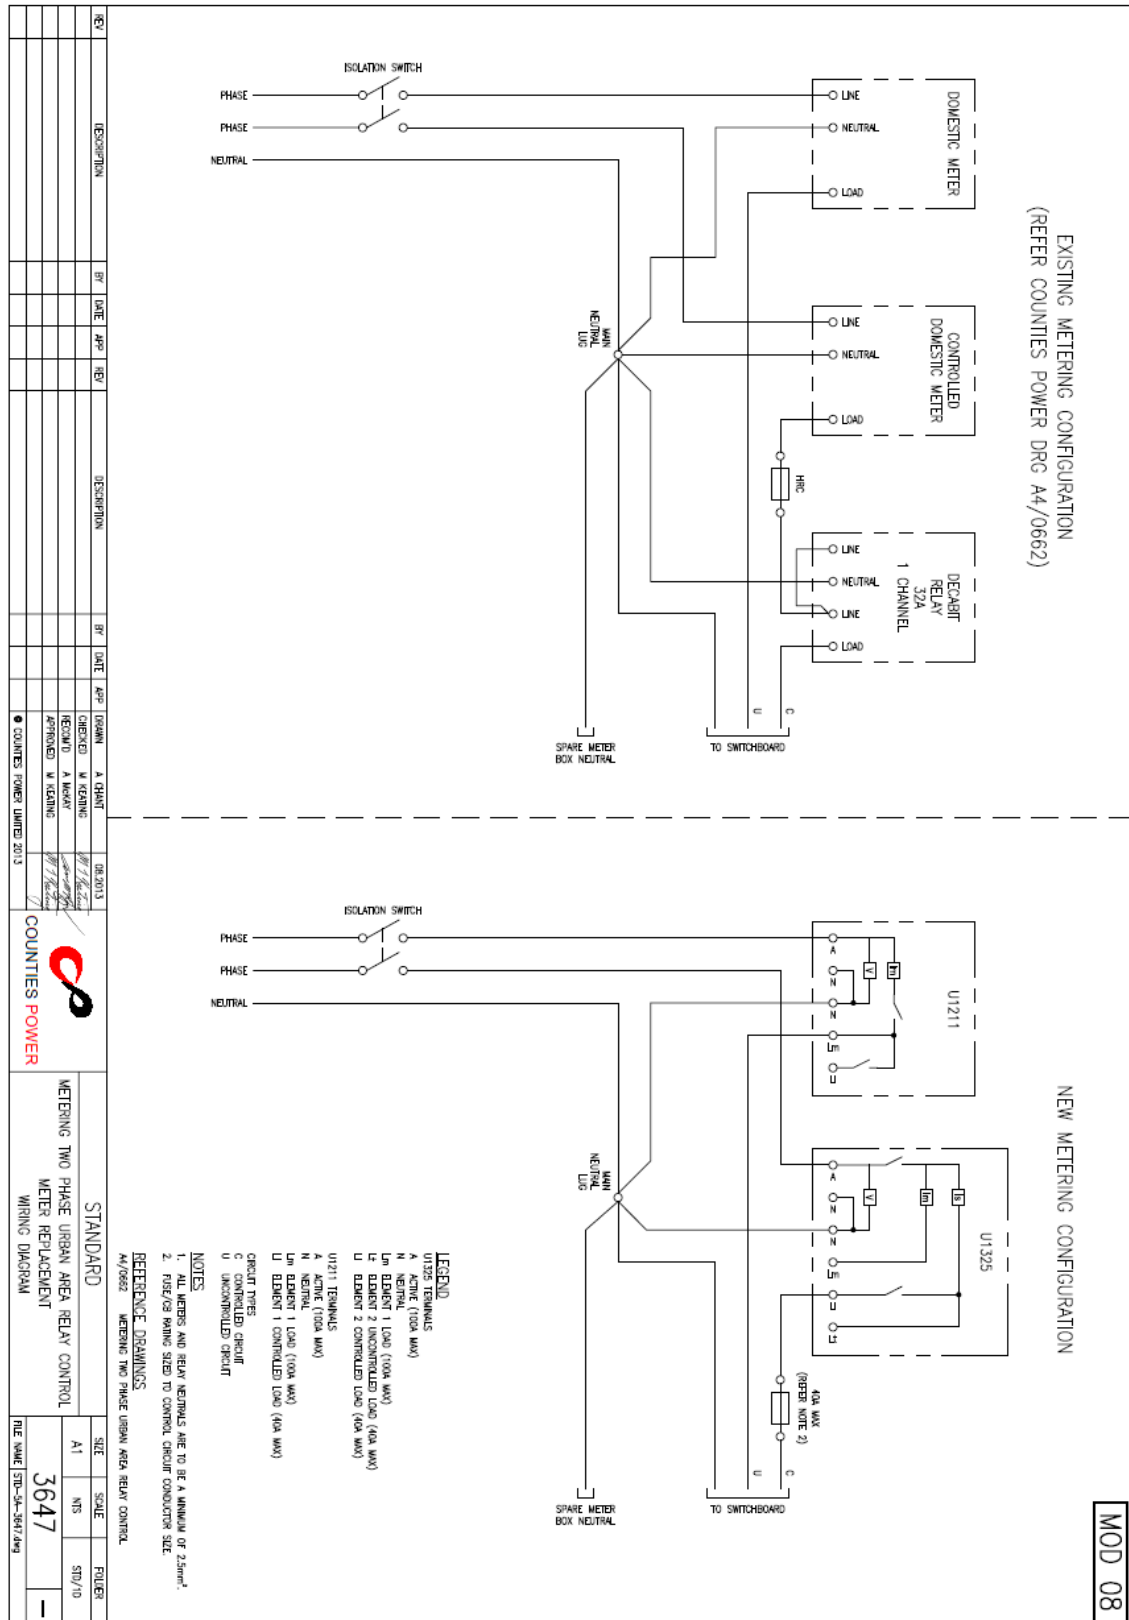 MOD 08
EXISTING METERING CONFIGURATION
(REFER COUNTIES POWER DRG A4/0662)
DOMESTIC METER
LINE
NEUTRAL
LOAD
CONTROLLED
DOMESTIC METER
LINE
NEUTRAL
LOAD
HRC
DECABIT
RELAY
32A
1 CHANNEL
LINE
NEUTRAL
LINE
LOAD
ISOLATION SWITCH
PHASE
PHASE
NEUTRAL
MAIN
NEUTRAL
LUG
C
U
TO SWITCHBOARD
SPARE METER
BOX NEUTRAL
NEW METERING CONFIGURATION
U1211
Im
V
A
N
N
Lm
Ll
U1325
Is
Im
V
A
N
N
Lm
Ll
Lt
ISOLATION SWITCH
PHASE
PHASE
NEUTRAL
MAIN
NEUTRAL
LUG
40A MAX
(REFER NOTE 2)
C
U
TO SWITCHBOARD
SPARE METER
BOX NEUTRAL
LEGEND
U1325 TERMINALS
A ACTIVE (100A MAX)
N NEUTRAL
Lm ELEMENT 1 LOAD (100A MAX)
Lt ELEMENT 2 UNCONTROLLED LOAD (40A MAX)
Ll ELEMENT 2 CONTROLLED LOAD (40A MAX)
U1211 TERMINALS
A ACTIVE (100A MAX)
N NEUTRAL
Lm ELEMENT 1 LOAD (100A MAX)
Ll ELEMENT 1 CONTROLLED LOAD (40A MAX)
CIRCUIT TYPES
C CONTROLLED CIRCUIT
U UNCONTROLLED CIRCUIT
NOTES
1. ALL METERS AND RELAY NEUTRALS ARE TO BE A MINIMUM OF 2.5mm².
2. FUSE/CB RATING SIZED TO CONTROL CIRCUIT CONDUCTOR SIZE.
REFERENCE DRAWINGS
A4/0662 METERING TWO PHASE URBAN AREA RELAY CONTROL
REV DESCRIPTION BY DATE APP REV DESCRIPTION BY DATE APP
DRAWN A CHANT 08.2013
CHECKED M KEATING
RECOM'D A McKAY
APPROVED M KEATING
© COUNTIES POWER LIMITED 2013
COUNTIES POWER
STANDARD
METERING TWO PHASE URBAN AREA RELAY CONTROL
METER REPLACEMENT
WIRING DIAGRAM
SIZE SCALE FOLDER
A1 NTS STD/10
3647 –
FILE NAME STD-5A-3647.dwg